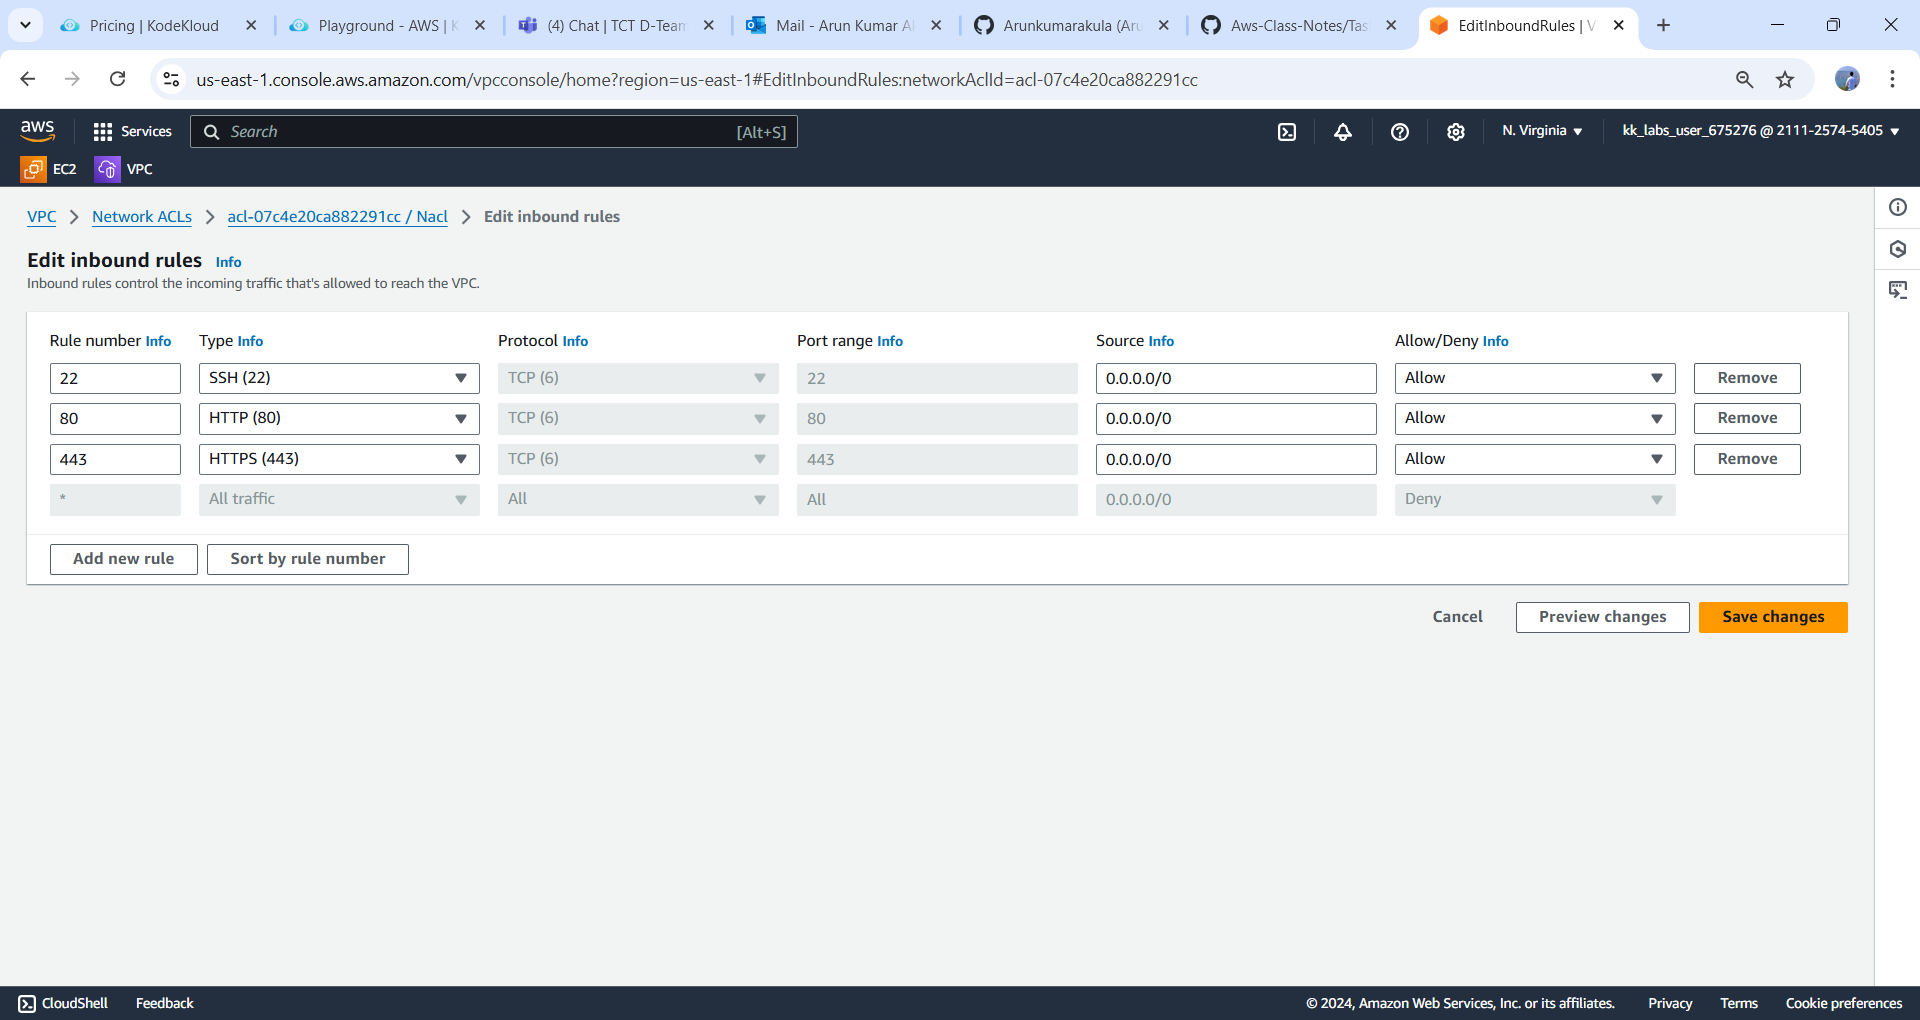 Pricing | KodeKloud
Playground - AWS | K
(4) Chat | TCT D-Team
Mail - Arun Kumar A
Arunkumarakula (Aru
Aws-Class-Notes/Tas
EditInboundRules | V
us-east-1.console.aws.amazon.com/vpcconsole/home?region=us-east-1#EditInboundRules:networkAclId=acl-07c4e20ca882291cc
aws
Services
Search
[Alt+S]
N. Virginia
kk_labs_user_675276 @ 2111-2574-5405
EC2
VPC
VPC > Network ACLs > acl-07c4e20ca882291cc / Nacl > Edit inbound rules
Edit inbound rules Info
Inbound rules control the incoming traffic that's allowed to reach the VPC.
Rule number Info Type Info Protocol Info Port range Info Source Info Allow/Deny Info
22 SSH (22) TCP (6) 22 0.0.0.0/0 Allow Remove
80 HTTP (80) TCP (6) 80 0.0.0.0/0 Allow Remove
443 HTTPS (443) TCP (6) 443 0.0.0.0/0 Allow Remove
* All traffic All All 0.0.0.0/0 Deny
Add new rule Sort by rule number
Cancel Preview changes Save changes
CloudShell Feedback © 2024, Amazon Web Services, Inc. or its affiliates. Privacy Terms Cookie preferences